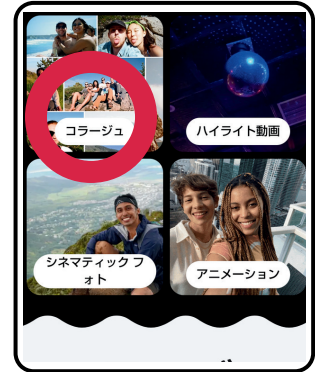 コラージュ
ハイライト動画
シネマティック フ
ォト
アニメーション